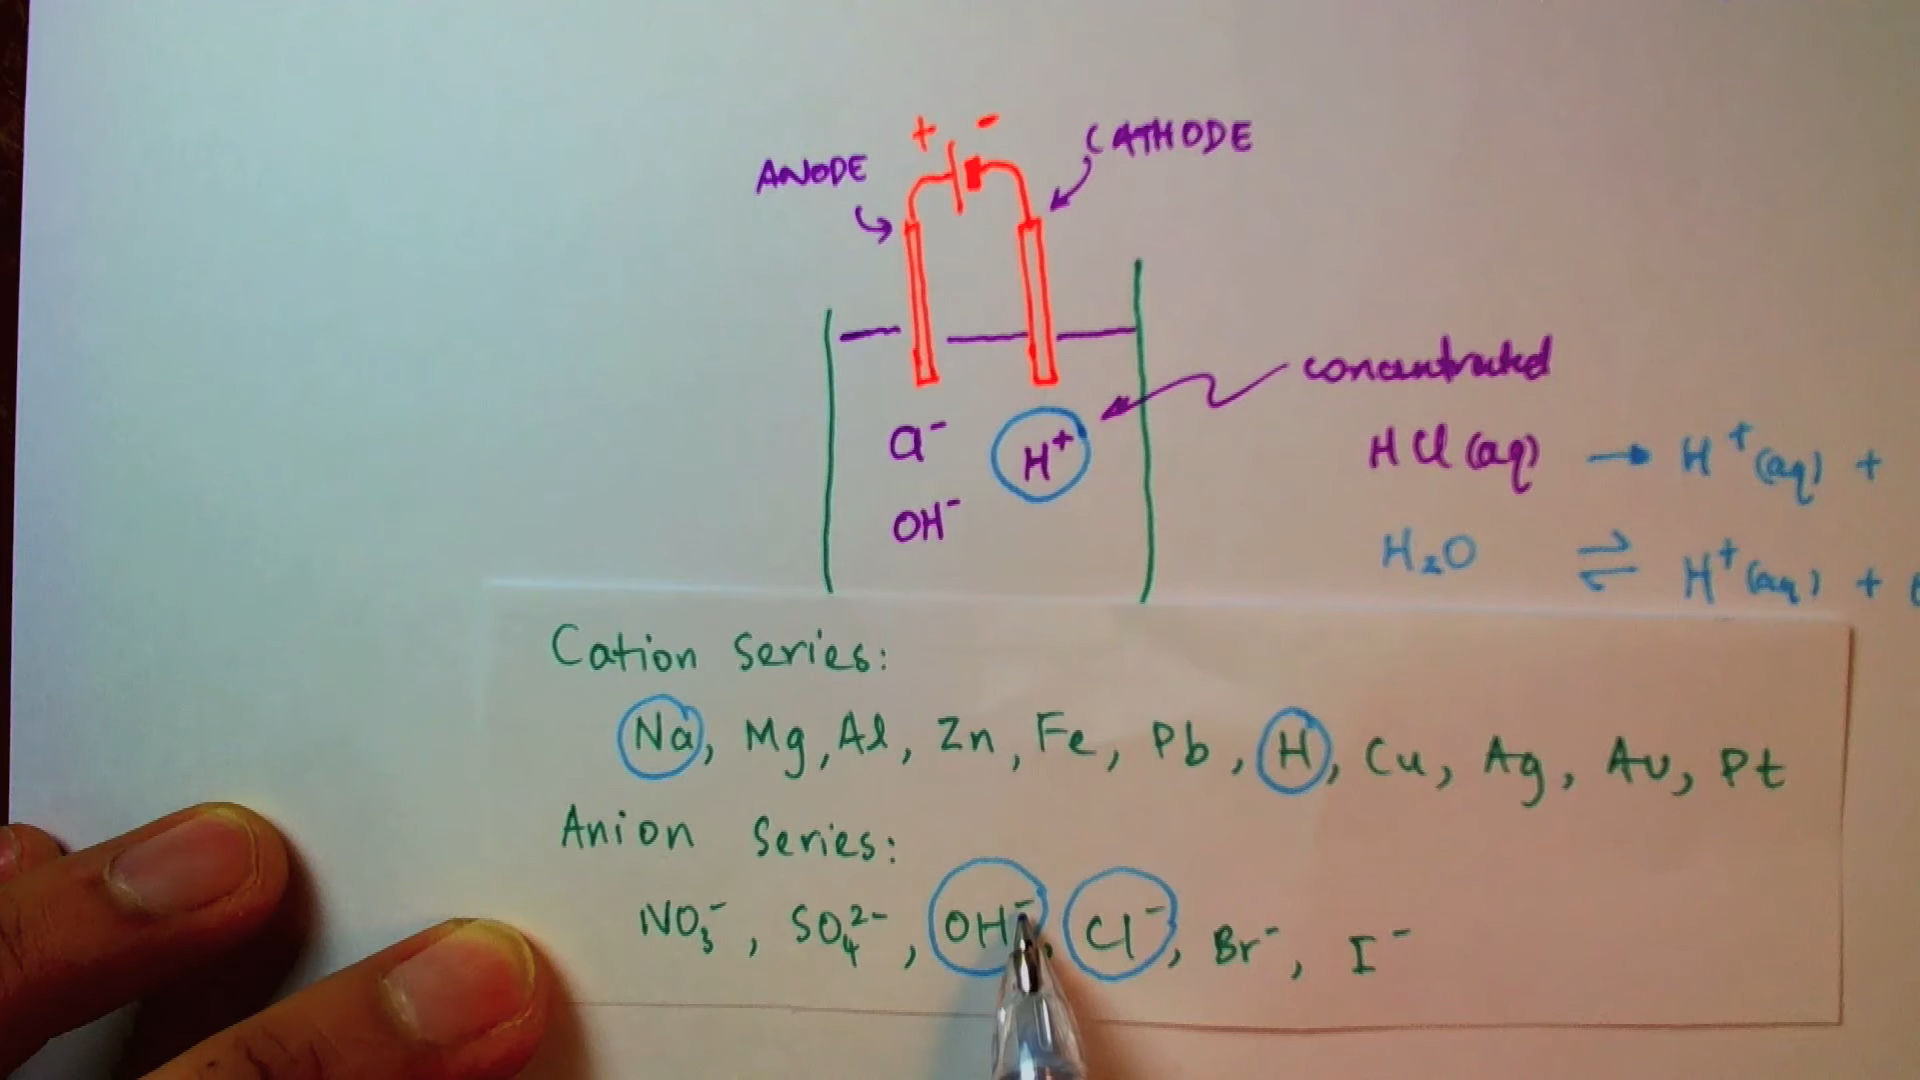 + -
ANODE
CATHODE
Cl⁻ H⁺
OH⁻
concentrated
HCl (aq) → H⁺(aq) +
H₂O ⇌ H⁺(aq) +
Cation series:
Na, Mg, Al, Zn, Fe, Pb, H, Cu, Ag, Au, Pt
Anion series:
NO₃⁻, SO₄²⁻, OH⁻, Cl⁻, Br⁻, I⁻